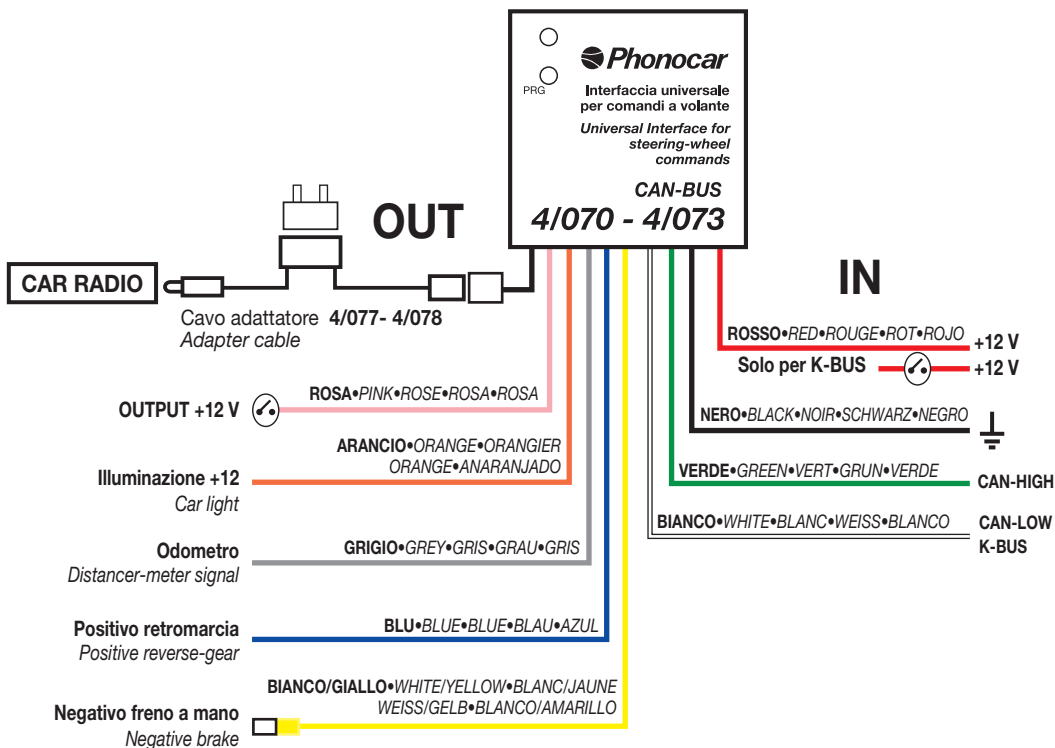 Phonocar
PRG
Interfaccia universale
per comandi a volante
Universal Interface for
steering-wheel
commands
CAN-BUS
4/070 - 4/073
OUT
IN
CAR RADIO
Cavo adattatore 4/077- 4/078
Adapter cable
OUTPUT +12 V
ROSA•PINK•ROSE•ROSA•ROSA
ARANCIO•ORANGE•ORANGIER
ORANGE•ANARANJADO
Illuminazione +12
Car light
Odometro
Distancer-meter signal
GRIGIO•GREY•GRIS•GRAU•GRIS
Positivo retromarcia
Positive reverse-gear
BLU•BLUE•BLUE•BLAU•AZUL
BIANCO/GIALLO•WHITE/YELLOW•BLANC/JAUNE
WEISS/GELB•BLANCO/AMARILLO
Negativo freno a mano
Negative brake
ROSSO•RED•ROUGE•ROT•ROJO
+12 V
Solo per K-BUS
+12 V
NERO•BLACK•NOIR•SCHWARZ•NEGRO
VERDE•GREEN•VERT•GRUN•VERDE
CAN-HIGH
BIANCO•WHITE•BLANC•WEISS•BLANCO
CAN-LOW
K-BUS